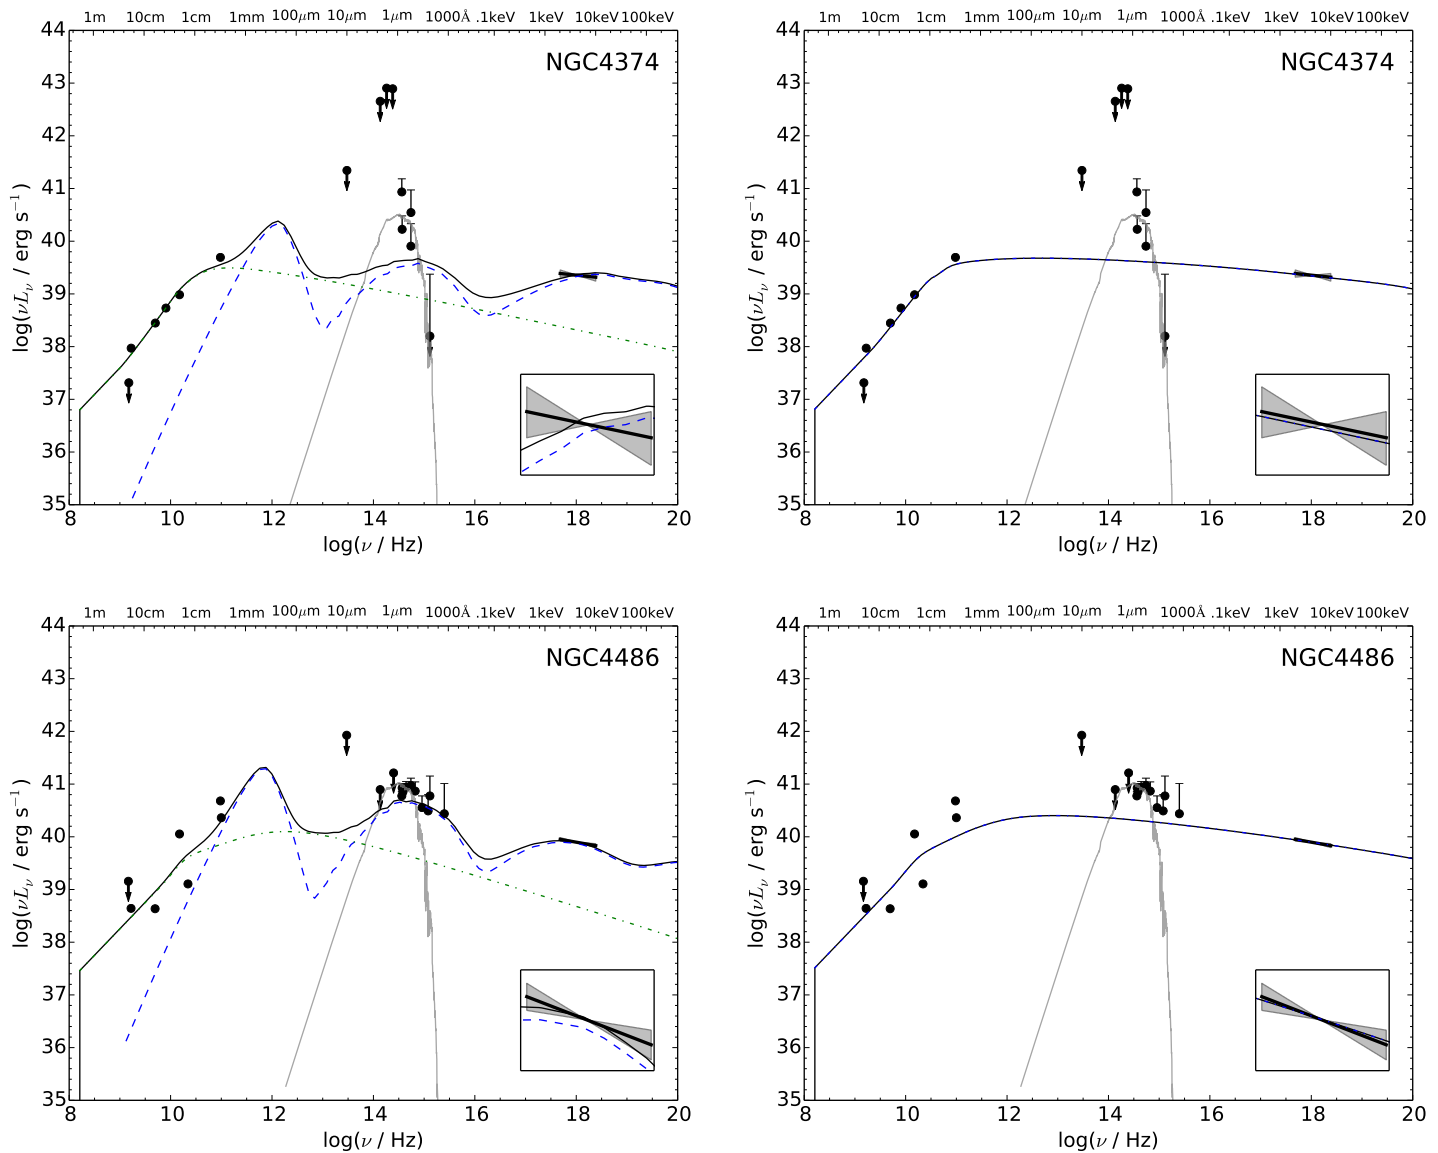 1m 10cm 1cm 1mm 100μm 10μm 1μm 1000Å .1keV 1keV 10keV 100keV
44
43
42
41
40
39
38
37
36
35
log(νLν / erg s⁻¹)
NGC4374
8 10 12 14 16 18 20
log(ν / Hz)
1m 10cm 1cm 1mm 100μm 10μm 1μm 1000Å .1keV 1keV 10keV 100keV
44
43
42
41
40
39
38
37
36
35
log(νLν / erg s⁻¹)
NGC4374
8 10 12 14 16 18 20
log(ν / Hz)
1m 10cm 1cm 1mm 100μm 10μm 1μm 1000Å .1keV 1keV 10keV 100keV
44
43
42
41
40
39
38
37
36
35
log(νLν / erg s⁻¹)
NGC4486
8 10 12 14 16 18 20
log(ν / Hz)
1m 10cm 1cm 1mm 100μm 10μm 1μm 1000Å .1keV 1keV 10keV 100keV
44
43
42
41
40
39
38
37
36
35
log(νLν / erg s⁻¹)
NGC4486
8 10 12 14 16 18 20
log(ν / Hz)